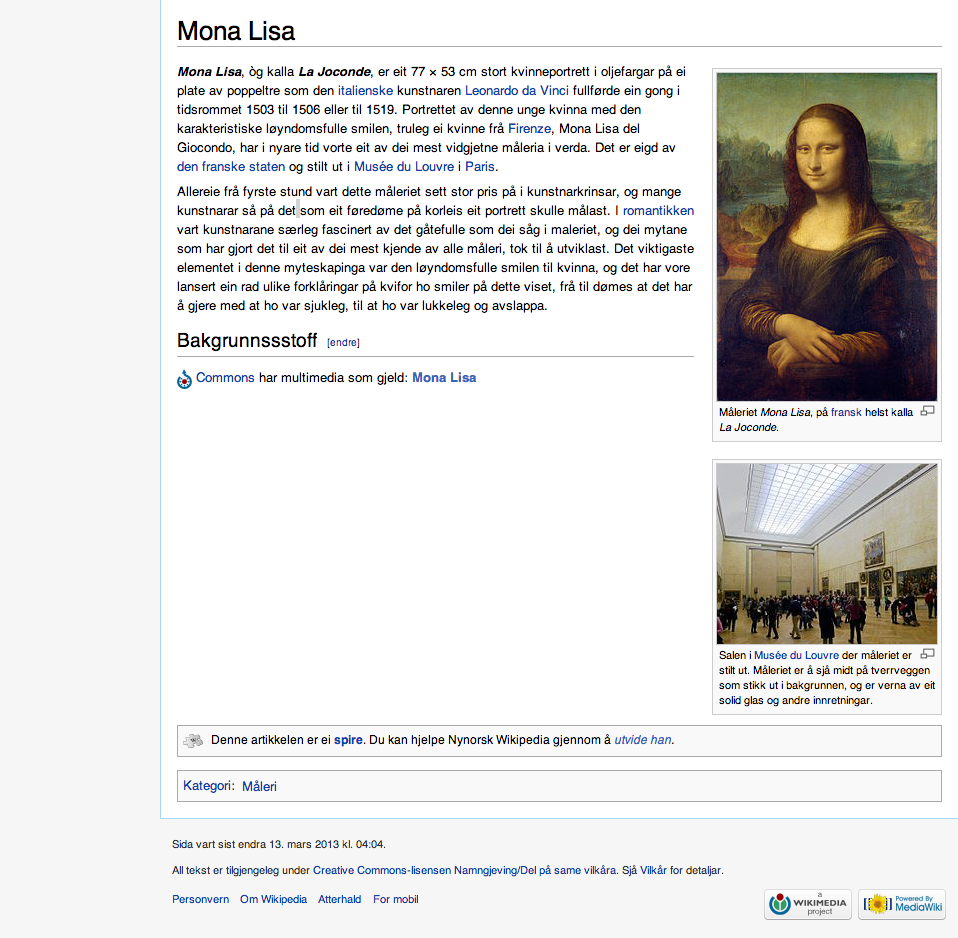 Mona Lisa
Mona Lisa, òg kalla La Joconde, er eit 77 × 53 cm stort kvinneportrett i oljefargar på ei
plate av poppeltre som den italienske kunstnaren Leonardo da Vinci fullførde ein gong i
tidsrommet 1503 til 1506 eller til 1519. Portrettet av denne unge kvinna med den
karakteristiske løyndomsfulle smilen, truleg ei kvinne frå Firenze, Mona Lisa del
Giocondo, har i nyare tid vorte eit av dei mest vidgjetne måleria i verda. Det er eigd av
den franske staten og stilt ut i Musée du Louvre i Paris.
Allereie frå fyrste stund vart dette måleriet sett stor pris på i kunstnarkrinsar, og mange
kunstnarar så på det som eit føredøme på korleis eit portrett skulle målast. I romantikken
vart kunstnarane særleg fascinert av det gåtefulle som dei såg i maleriet, og dei mytane
som har gjort det til eit av dei mest kjende av alle måleri, tok til å utviklast. Det viktigaste
elementet i denne myteskapinga var den løyndomsfulle smilen til kvinna, og det har vore
lansert ein rad ulike forklåringar på kvifor ho smiler på dette viset, frå til dømes at det har
å gjere med at ho var sjukleg, til at ho var lukkeleg og avslappa.
Bakgrunnssstoff [endre]
Commons har multimedia som gjeld: Mona Lisa
Måleriet Mona Lisa, på fransk helst kalla
La Joconde.
Salen i Musée du Louvre der måleriet er
stilt ut. Måleriet er å sjå midt på tverrveggen
som stikk ut i bakgrunnen, og er verna av eit
solid glas og andre innretningar.
Denne artikkelen er ei spire. Du kan hjelpe Nynorsk Wikipedia gjennom å utvide han.
Kategori: Måleri
Sida vart sist endra 13. mars 2013 kl. 04:04.
All tekst er tilgjengeleg under Creative Commons-lisensen Namngjeving/Del på same vilkåra. Sjå Vilkår for detaljar.
Personvern Om Wikipedia Atterhald For mobil
a
WIKIMEDIA
project
Powered By
MediaWiki